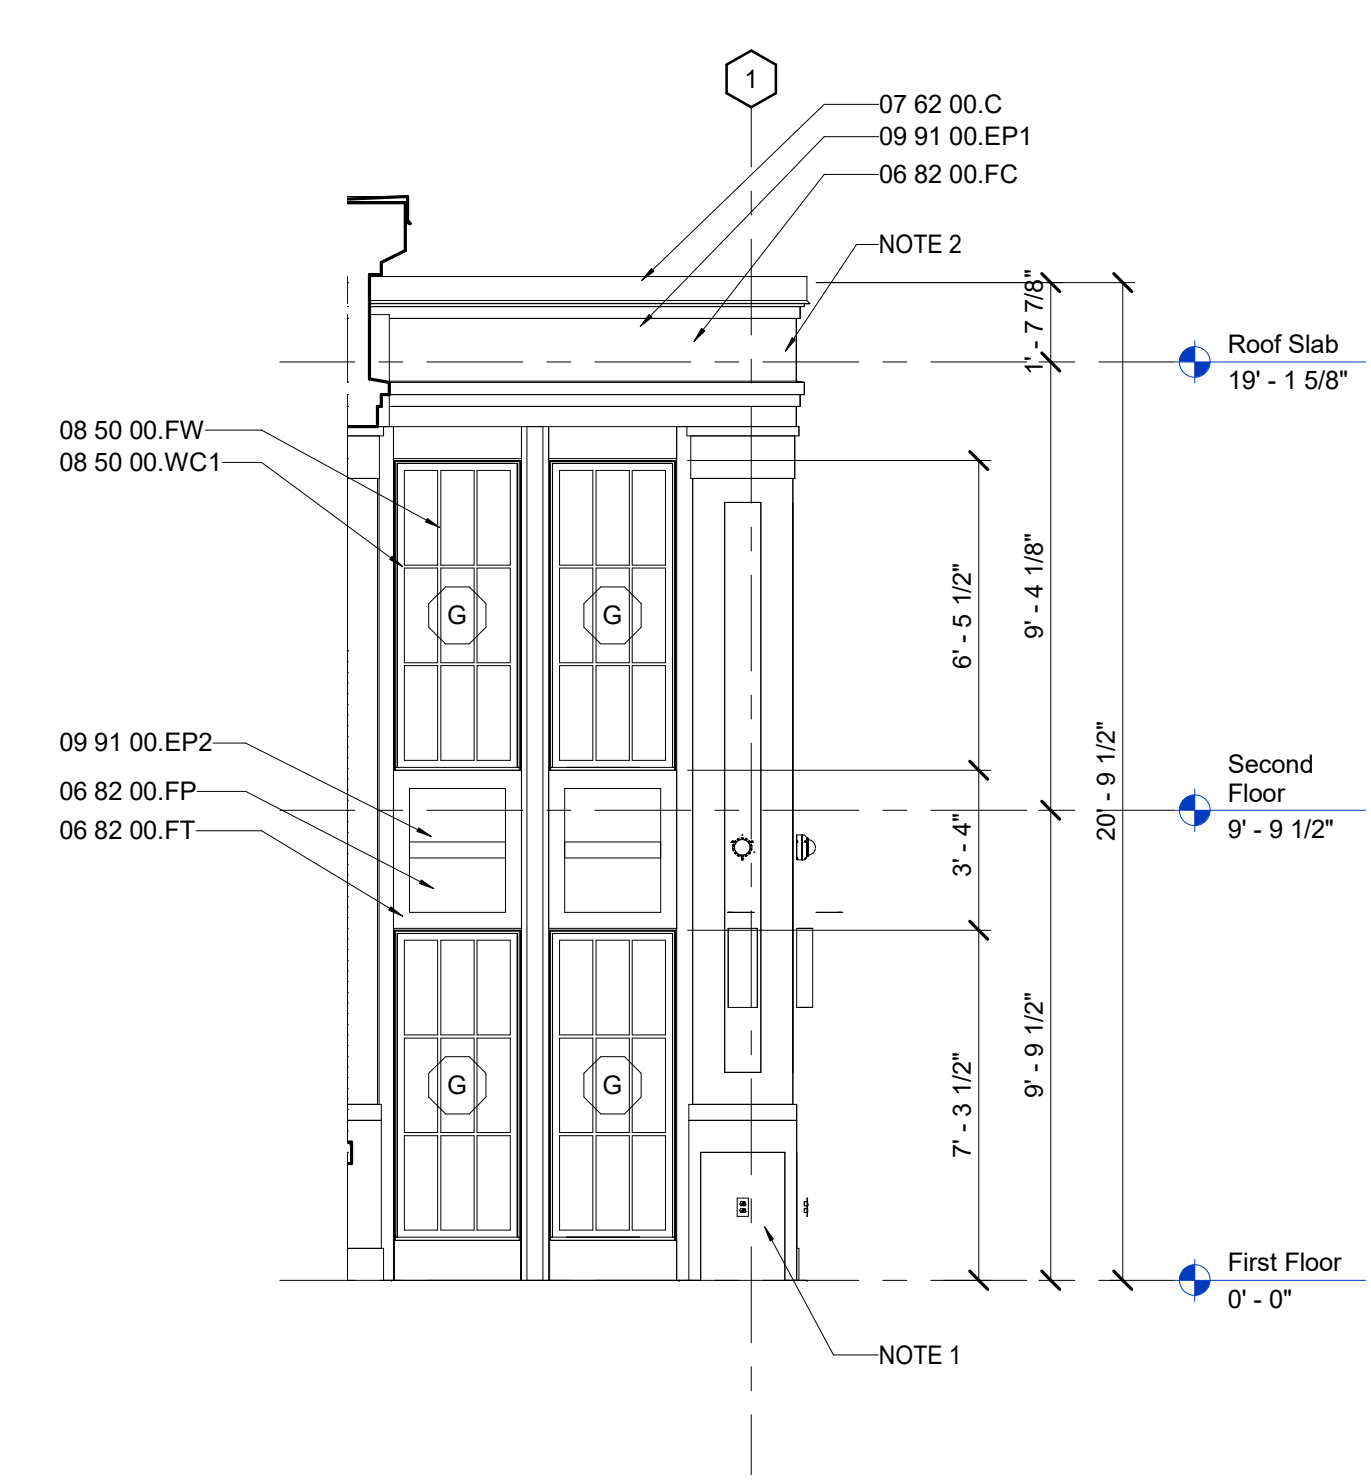 1
07 62 00.C
09 91 00.EP1
06 82 00.FC
NOTE 2
1' - 7 7/8"
Roof Slab
19' - 1 5/8"
08 50 00.FW
08 50 00.WC1
G
G
6' - 5 1/2"
9' - 4 1/8"
09 91 00.EP2
06 82 00.FP
06 82 00.FT
3' - 4"
20' - 9 1/2"
Second
Floor
9' - 9 1/2"
G
G
7' - 3 1/2"
9' - 9 1/2"
First Floor
0' - 0"
NOTE 1